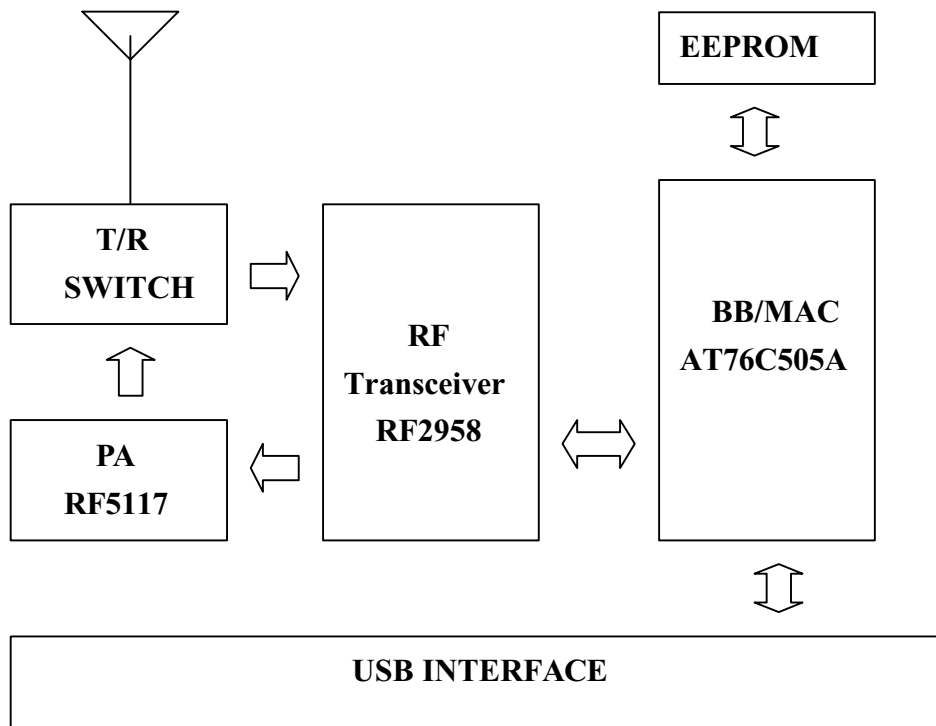 EEPROM
T/R
SWITCH
RF
Transceiver
RF2958
BB/MAC
AT76C505A
PA
RF5117
USB INTERFACE